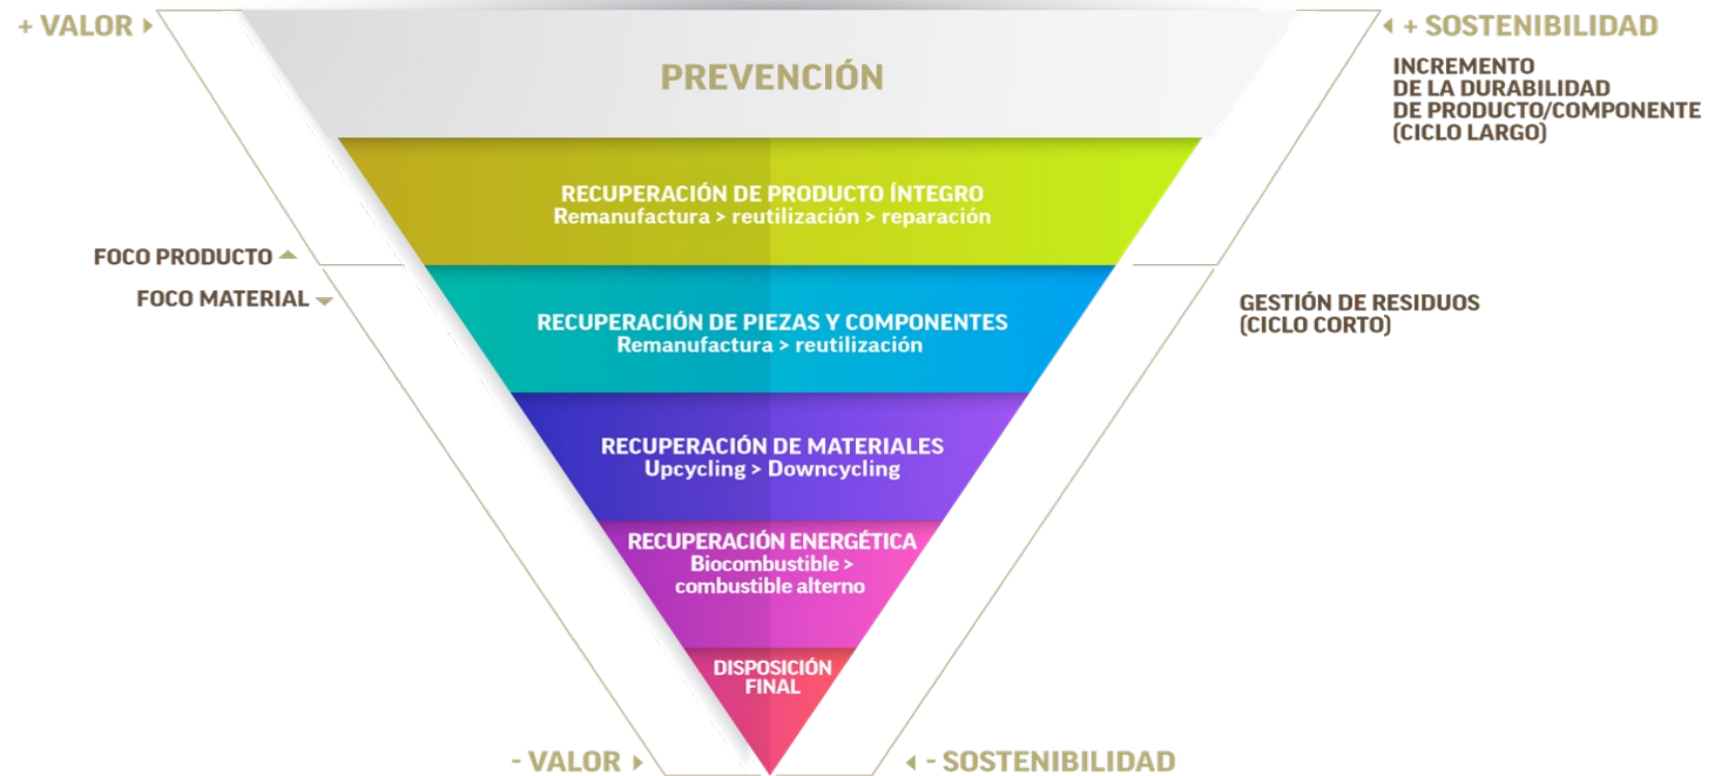 + VALOR
+ SOSTENIBILIDAD
INCREMENTO
DE LA DURABILIDAD
DE PRODUCTO/COMPONENTE
(CICLO LARGO)
PREVENCIÓN
RECUPERACIÓN DE PRODUCTO ÍNTEGRO
Remanufactura > reutilización > reparación
FOCO PRODUCTO
FOCO MATERIAL
GESTIÓN DE RESIDUOS
(CICLO CORTO)
RECUPERACIÓN DE PIEZAS Y COMPONENTES
Remanufactura > reutilización
RECUPERACIÓN DE MATERIALES
Upcycling > Downcycling
RECUPERACIÓN ENERGÉTICA
Biocombustible >
combustible alterno
DISPOSICIÓN
FINAL
- VALOR
- SOSTENIBILIDAD